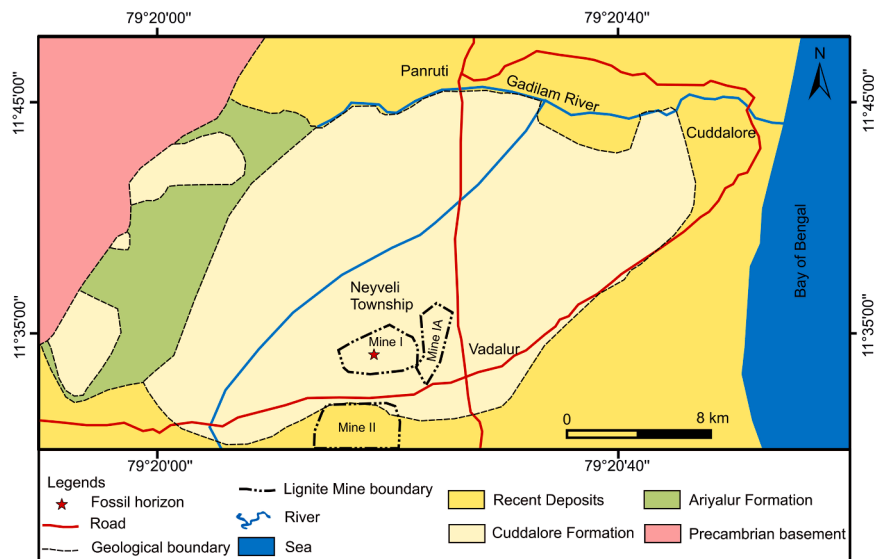 79°20'00"
79°20'40"
N
Panruti
Gadilam River
11°45'00"
11°45'00"
Cuddalore
Bay of Bengal
Neyveli
Township
11°35'00"
11°35'00"
Mine I
Mine IA
Vadalur
Mine II
0
8 km
79°20'00"
79°20'40"
Legends
Fossil horizon
Road
Geological boundary
Lignite Mine boundary
River
Sea
Recent Deposits
Cuddalore Formation
Ariyalur Formation
Precambrian basement